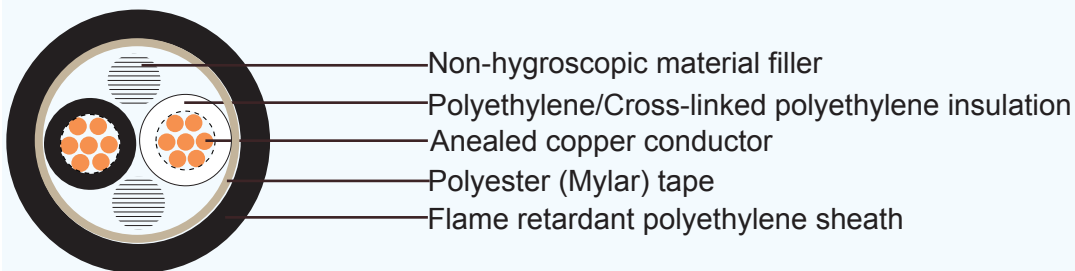 Non-hygroscopic material filler
Polyethylene/Cross-linked polyethylene insulation
Anealed copper conductor
Polyester (Mylar) tape
Flame retardant polyethylene sheath